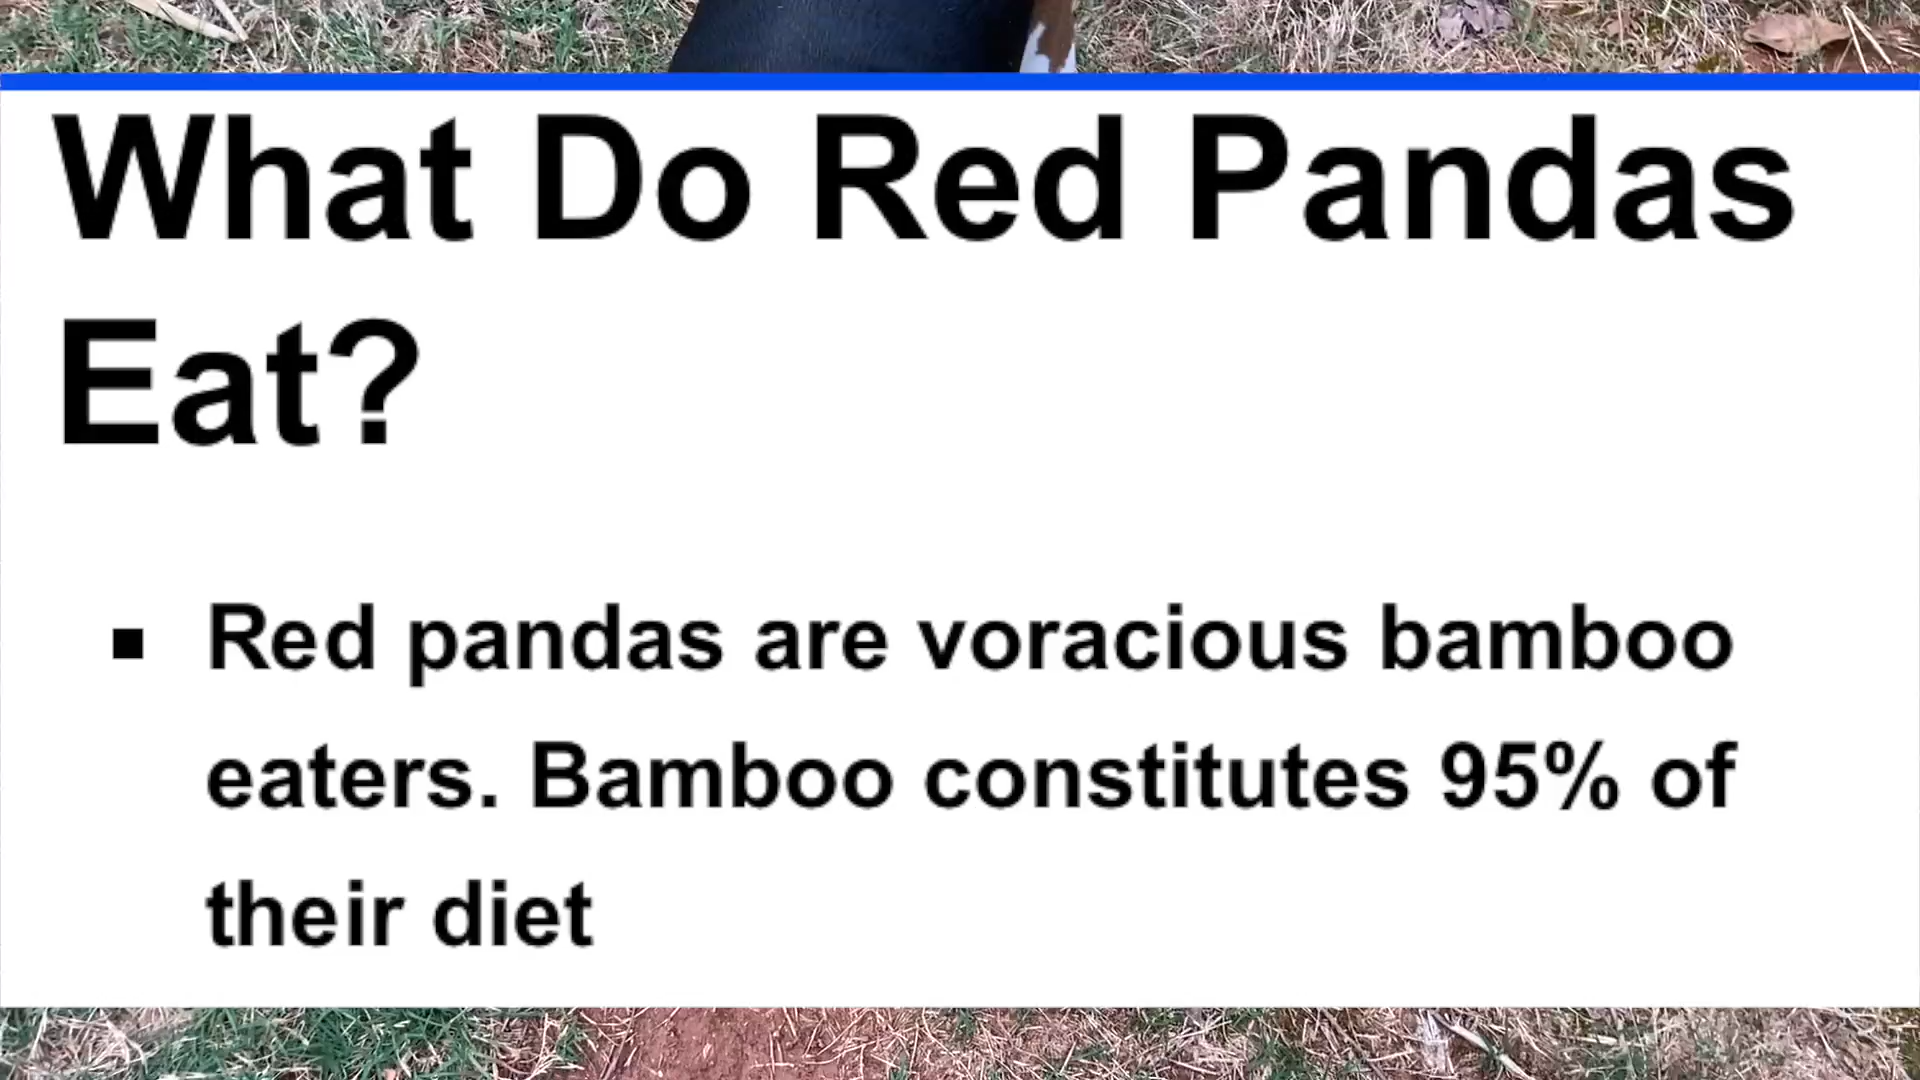 What Do Red Pandas
Eat?
▪ Red pandas are voracious bamboo
eaters. Bamboo constitutes 95% of
their diet